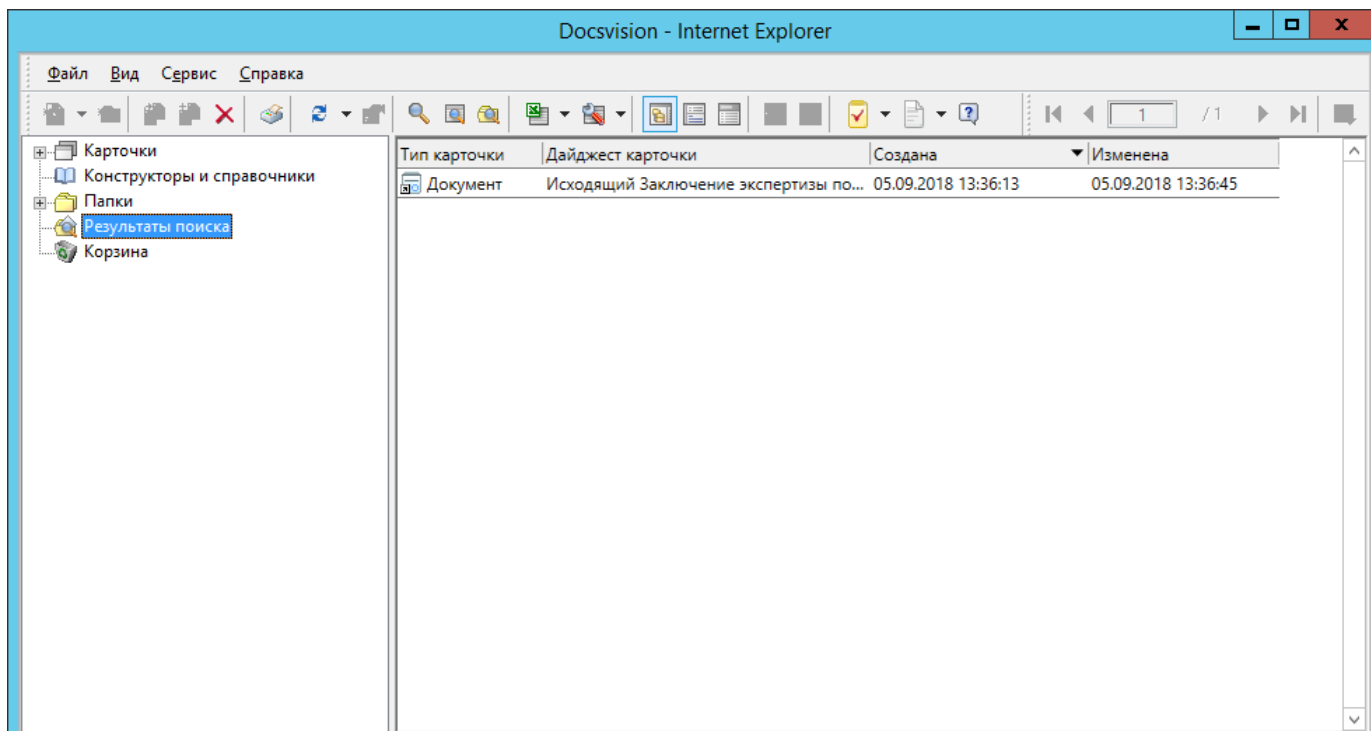 Docsvision - Internet Explorer
Файл Вид Сервис Справка
1 / 1
Карточки
Конструкторы и справочники
Папки
Результаты поиска
Корзина
Тип карточки Дайджест карточки Создана Изменена
Документ Исходящий Заключение экспертизы по... 05.09.2018 13:36:13 05.09.2018 13:36:45